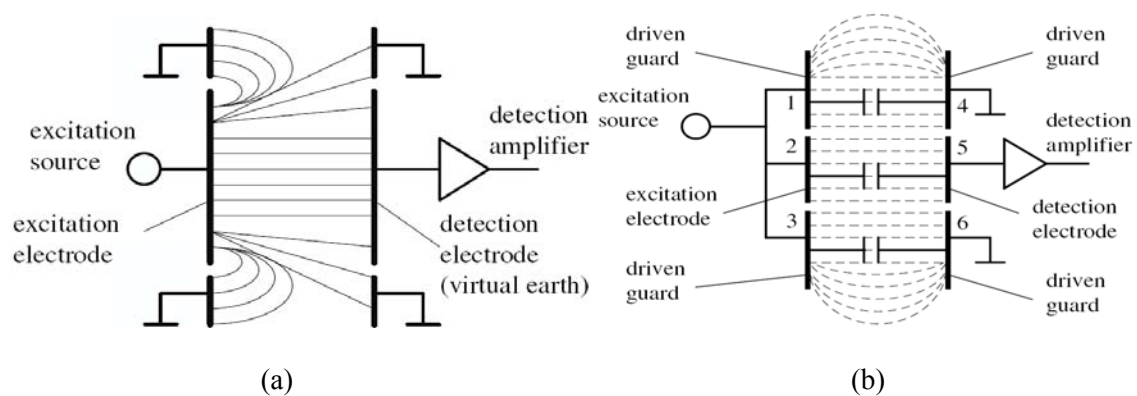 excitation
source
excitation
electrode
detection
amplifier
detection
electrode
(virtual earth)
(a)
driven
guard
excitation
source
excitation
electrode
driven
guard
1
2
3
4
5
6
driven
guard
detection
amplifier
detection
electrode
driven
guard
(b)